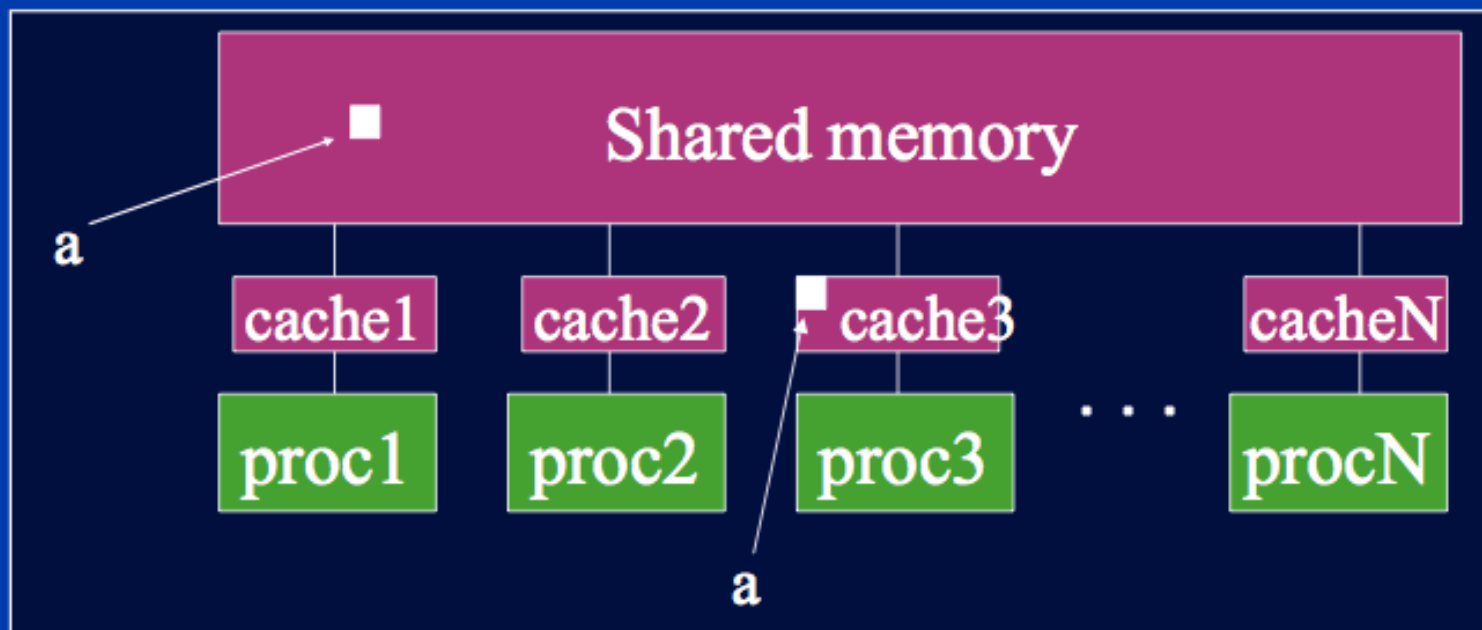 Shared memory
a
cache1 cache2 cache3 cacheN
proc1 proc2 proc3 . . . procN
a